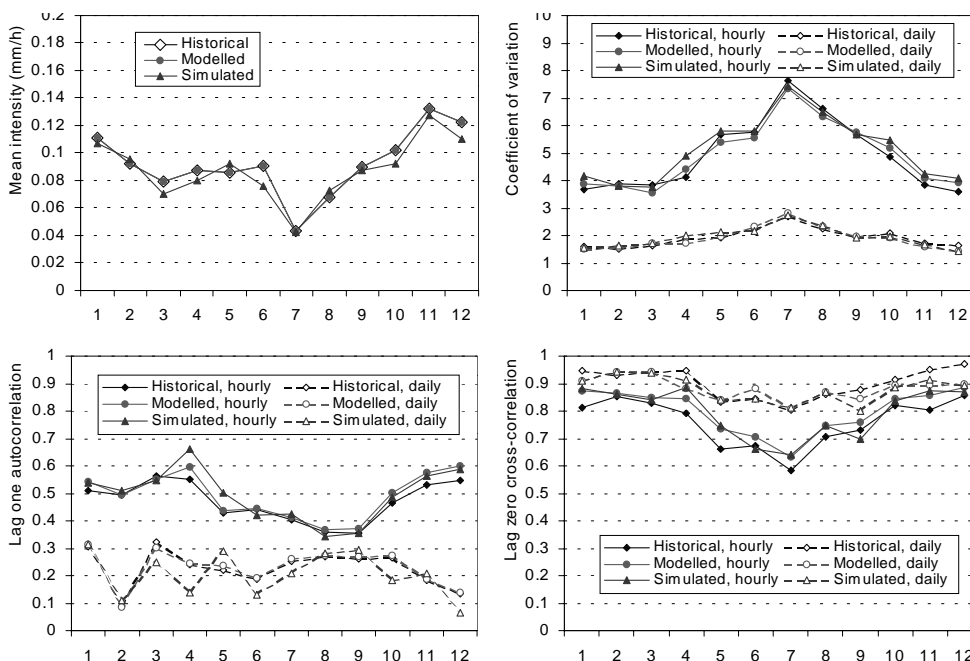 0.2
0.18
0.16
0.14
0.12
0.1
0.08
0.06
0.04
0.02
0
Mean intensity (mm/h)
Historical
Modelled
Simulated
1 2 3 4 5 6 7 8 9 10 11 12
10
9
8
7
6
5
4
3
2
1
0
Coefficient of variation
Historical, hourly Historical, daily
Modelled, hourly Modelled, daily
Simulated, hourly Simulated, daily
1 2 3 4 5 6 7 8 9 10 11 12
1
0.9
0.8
0.7
0.6
0.5
0.4
0.3
0.2
0.1
0
Lag one autocorrelation
Historical, hourly Historical, daily
Modelled, hourly Modelled, daily
Simulated, hourly Simulated, daily
1 2 3 4 5 6 7 8 9 10 11 12
1
0.9
0.8
0.7
0.6
0.5
0.4
0.3
0.2
0.1
0
Lag zero cross-correlation
Historical, hourly Historical, daily
Modelled, hourly Modelled, daily
Simulated, hourly Simulated, daily
1 2 3 4 5 6 7 8 9 10 11 12